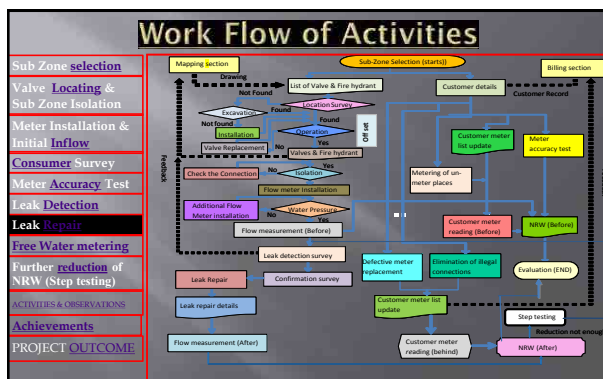 Work Flow of Activities
Sub Zone selection
Valve Locating &
Sub Zone Isolation
Meter Installation &
Initial Inflow
Consumer Survey
Meter Accuracy Test
Leak Detection
Leak Repair
Free Water metering
Further reduction of
NRW (Step testing)
ACTIVITIES & OBSERVATIONS
Achievements
PROJECT OUTCOME
Mapping section
Sub-Zone Selection (starts))
Billing section
Drawing
List of Valve & Fire hydrant
Customer details
Customer Record
Not Found
Found
Location Survey
Excavation
Found
Not found
Installation
Operation
Off set
Customer meter
list update
Meter
accuracy test
Valve Replacement
No
Yes
Valves & Fire hydrant
Feedback
Check the Connection
No
Isolation
Yes
Metering of un-
meter places
Flow meter Installation
Additional Flow
Meter installation
No
Water Pressure
Yes
Flow measurement (Before)
Customer meter
reading (Before)
NRW (Before)
Leak detection survey
Defective meter
replacement
Elimination of illegal
connections
Evaluation (END)
Leak Repair
Confirmation survey
Leak repair details
Customer meter list
update
Step testing
Reduction not enoug
Flow measurement (After)
Customer meter
reading (behind)
NRW (After)